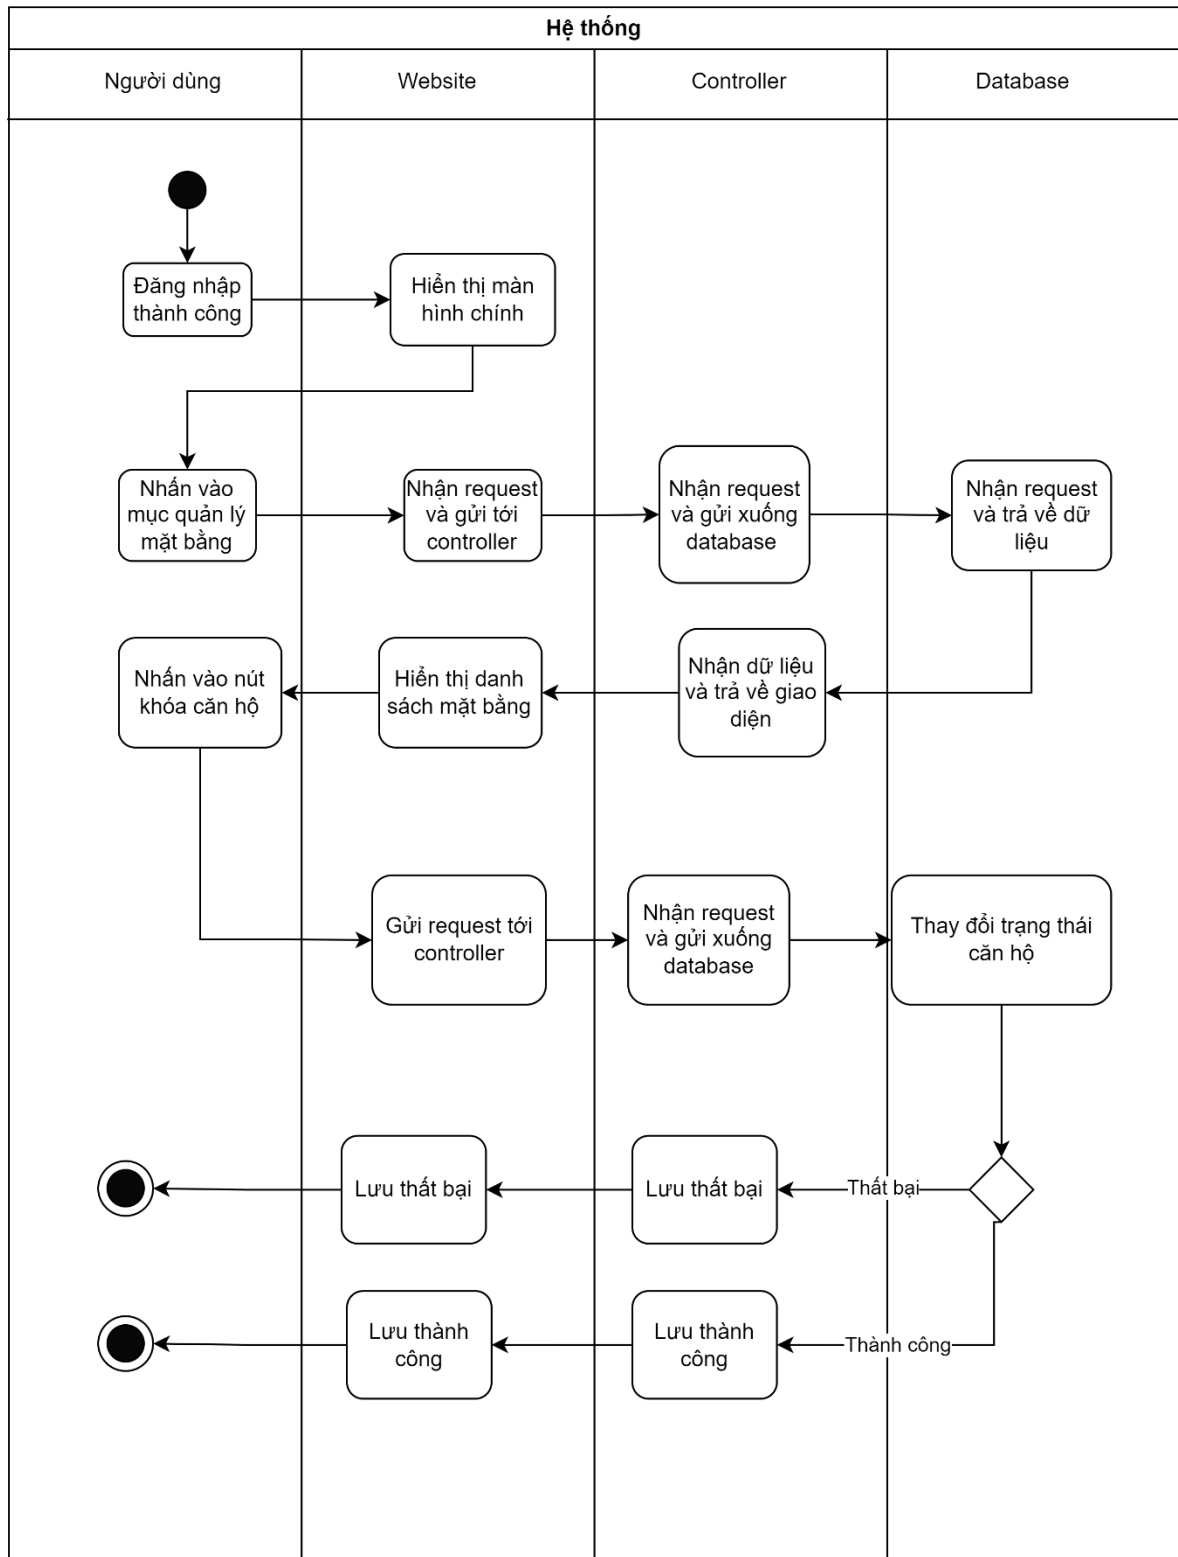 Hệ thống
Người dùng
Website
Controller
Database
Đăng nhập
thành công
Hiển thị màn
hình chính
Nhấn vào
mục quản lý
mặt bằng
Nhận request
và gửi tới
controller
Nhận request
và gửi xuống
database
Nhận request
và trả về dữ
liệu
Nhấn vào nút
khóa căn hộ
Hiển thị danh
sách mặt bằng
Nhận dữ liệu
và trả về giao
diện
Gửi request tới
controller
Nhận request
và gửi xuống
database
Thay đổi trạng thái
căn hộ
Lưu thất bại
Lưu thất bại
Thất bại
Lưu thành
công
Lưu thành
công
Thành công